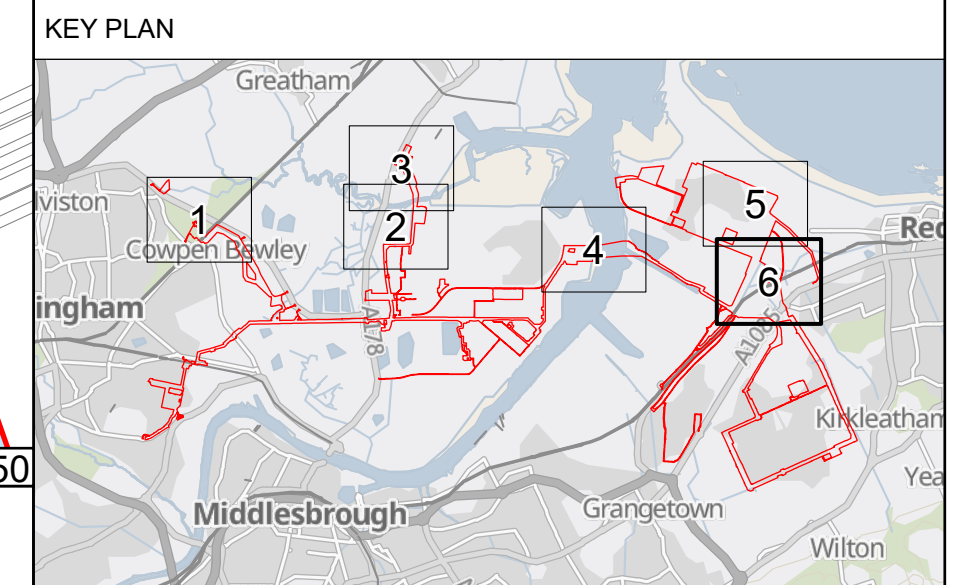 KEY PLAN
Greatham
3
1
5
lviston
2
Red
4
Cowpen Bewley
6
ingham
A178
A1085
Kirkleatham
50
Yea
Middlesbrough
Grangetown
Wilton